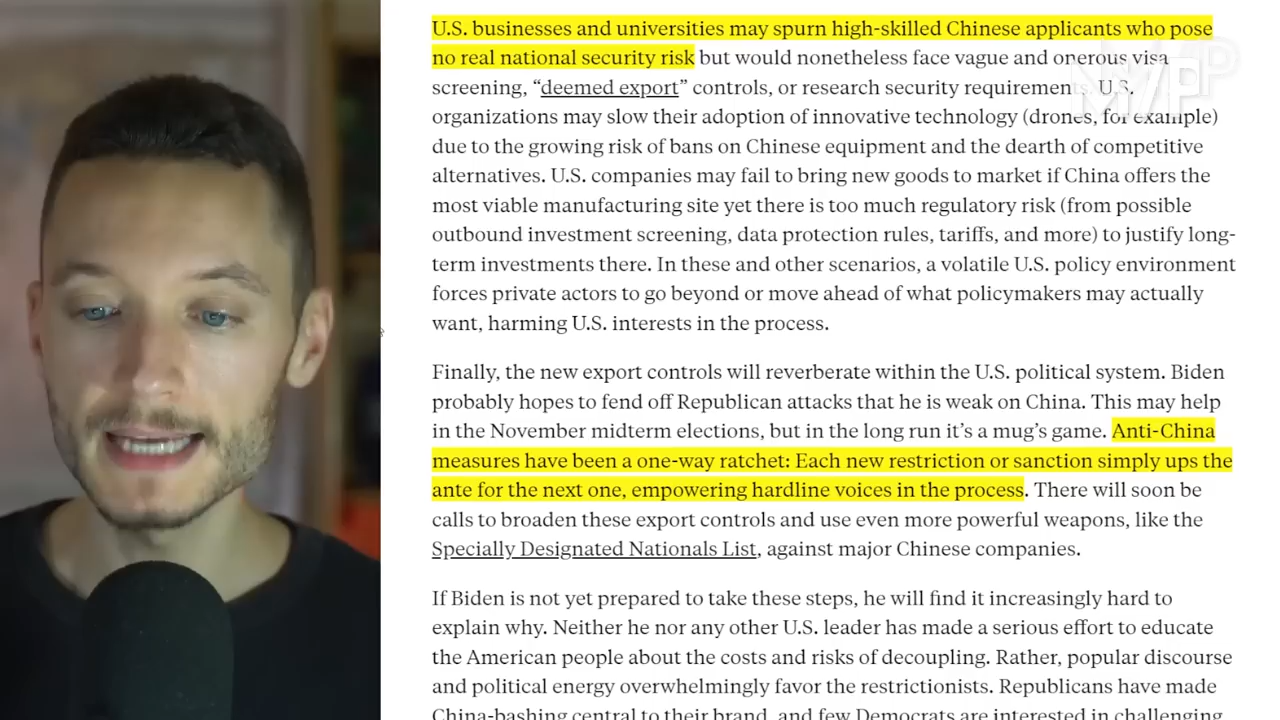 U.S. businesses and universities may spurn high-skilled Chinese applicants who pose
no real national security risk but would nonetheless face vague and onerous visa
screening, “deemed export” controls, or research security requirements. U.S.
organizations may slow their adoption of innovative technology (drones, for example)
due to the growing risk of bans on Chinese equipment and the dearth of competitive
alternatives. U.S. companies may fail to bring new goods to market if China offers the
most viable manufacturing site yet there is too much regulatory risk (from possible
outbound investment screening, data protection rules, tariffs, and more) to justify long-
term investments there. In these and other scenarios, a volatile U.S. policy environment
forces private actors to go beyond or move ahead of what policymakers may actually
want, harming U.S. interests in the process.
Finally, the new export controls will reverberate within the U.S. political system. Biden
probably hopes to fend off Republican attacks that he is weak on China. This may help
in the November midterm elections, but in the long run it’s a mug’s game. Anti-China
measures have been a one-way ratchet: Each new restriction or sanction simply ups the
ante for the next one, empowering hardline voices in the process. There will soon be
calls to broaden these export controls and use even more powerful weapons, like the
Specially Designated Nationals List, against major Chinese companies.
If Biden is not yet prepared to take these steps, he will find it increasingly hard to
explain why. Neither he nor any other U.S. leader has made a serious effort to educate
the American people about the costs and risks of decoupling. Rather, popular discourse
and political energy overwhelmingly favor the restrictionists. Republicans have made
China-bashing central to their brand, and few Democrats are interested in challenging